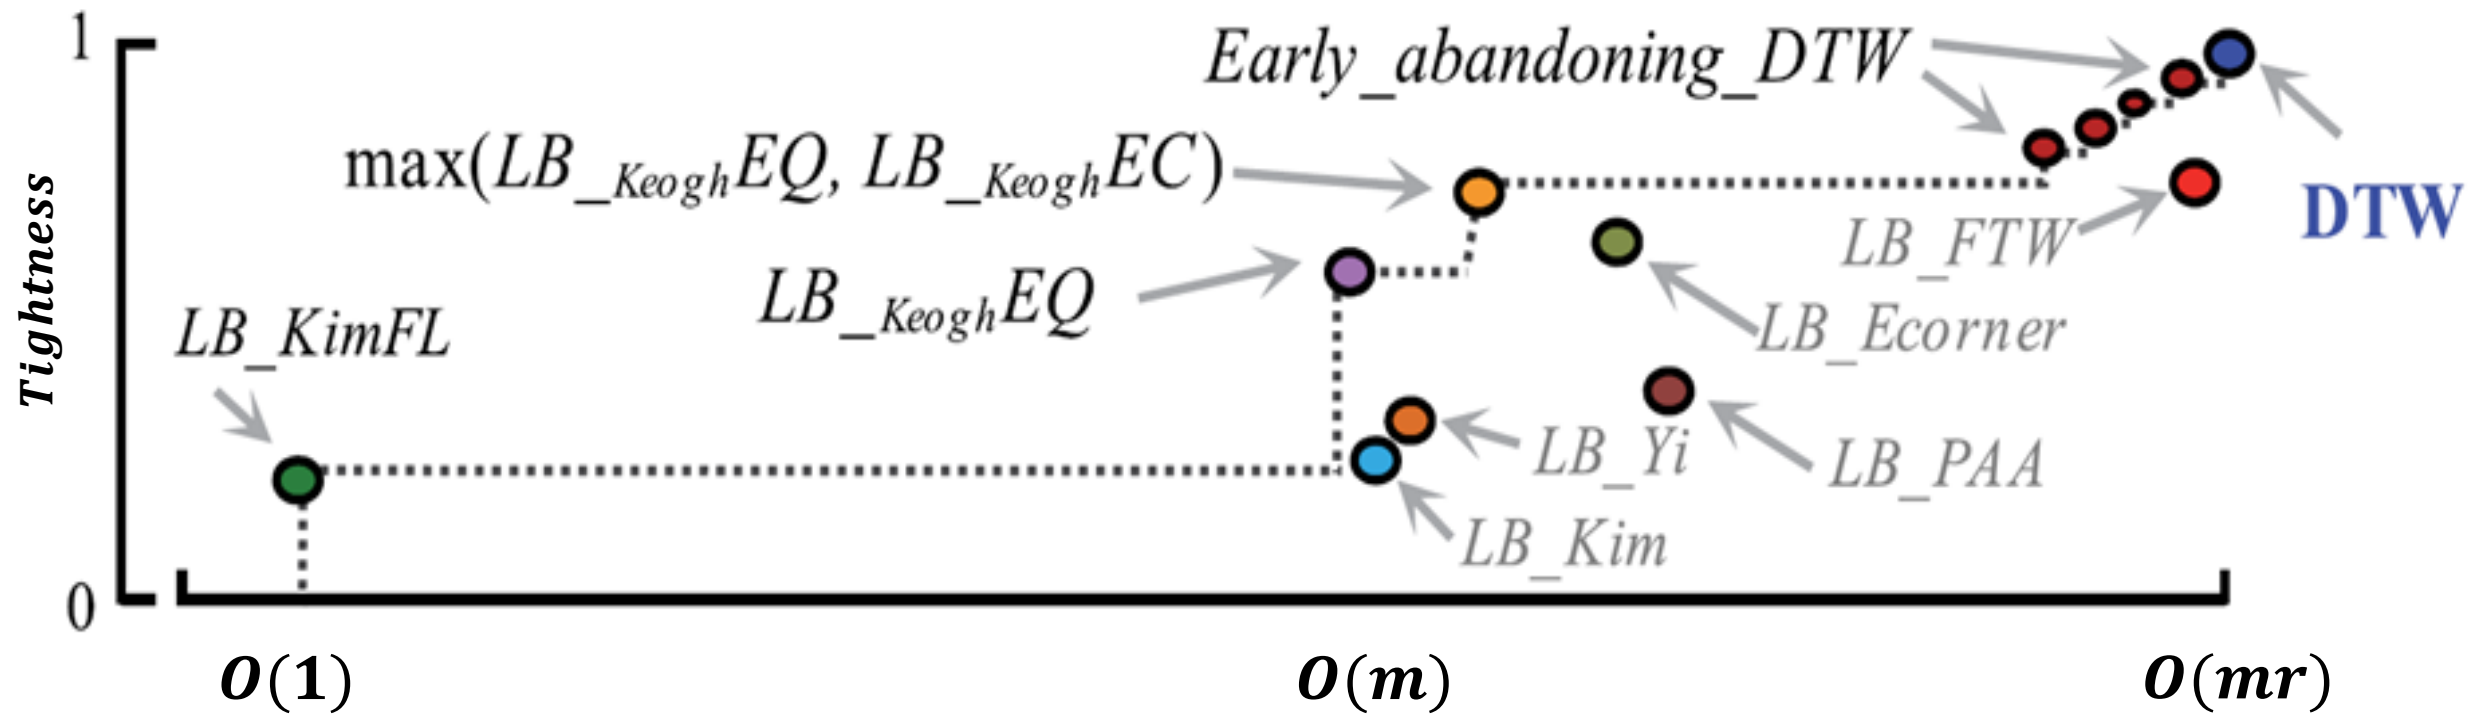 1
Early_abandoning_DTW
max(LB_KeoghEQ, LB_KeoghEC)
DTW
LB_FTW
LB_KeoghEQ
LB_Ecorner
LB_KimFL
Tightness
LB_Yi
LB_PAA
LB_Kim
0
O(1)
O(m)
O(mr)